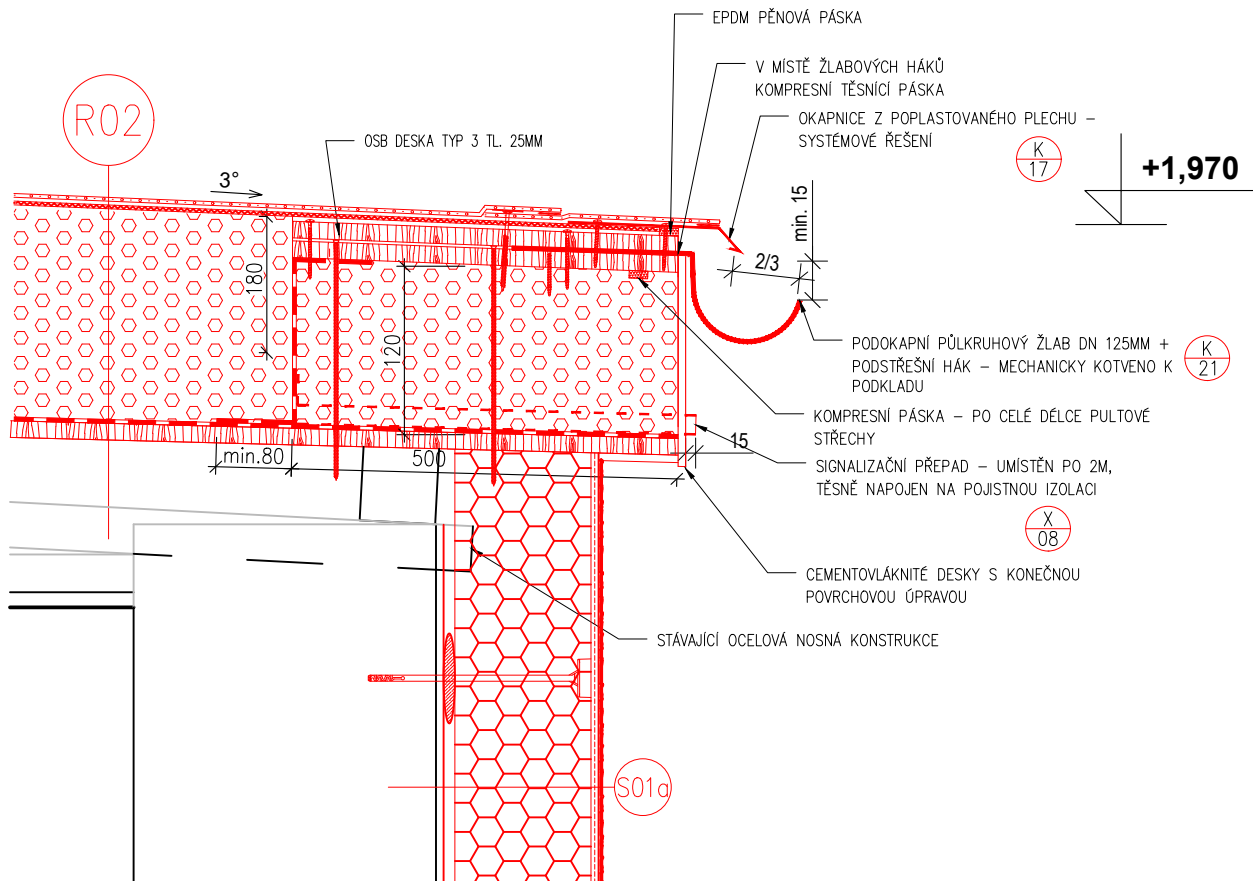 EPDM PĚNOVÁ PÁSKA
V MÍSTĚ ŽLABOVÝCH HÁKŮ
KOMPRESNÍ TĚSNÍCÍ PÁSKA
OKAPNICE Z POPLASTOVANÉHO PLECHU –
SYSTÉMOVÉ ŘEŠENÍ
K
17
+1,970
R02
OSB DESKA TYP 3 TL. 25MM
3°
min. 15
2/3
180
120
PODOKAPNÍ PŮLKRUHOVÝ ŽLAB DN 125MM +
PODSTŘEŠNÍ HÁK – MECHANICKY KOTVENO K
PODKLADU
K
21
KOMPRESNÍ PÁSKA – PO CELÉ DÉLCE PULTOVÉ
STŘECHY
15
min.80
500
SIGNALIZAČNÍ PŘEPAD – UMÍSTĚN PO 2M,
TĚSNĚ NAPOJEN NA POJISTNOU IZOLACI
X
08
CEMENTOVLÁKNITÉ DESKY S KONEČNOU
POVRCHOVOU ÚPRAVOU
STÁVAJÍCÍ OCELOVÁ NOSNÁ KONSTRUKCE
S01a